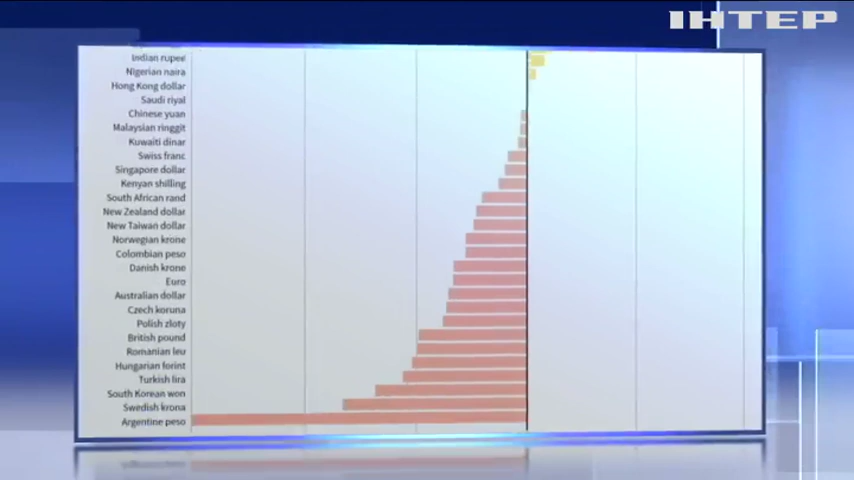 ІНТЕР
Indian rupee
Nigerian naira
Hong Kong dollar
Saudi riyal
Chinese yuan
Malaysian ringgit
Kuwaiti dinar
Swiss franc
Singapore dollar
Kenyan shilling
South African rand
New Zealand dollar
New Taiwan dollar
Norwegian krone
Colombian peso
Danish krone
Euro
Australian dollar
Czech koruna
Polish zloty
British pound
Romanian leu
Hungarian forint
Turkish lira
South Korean won
Swedish krona
Argentine peso